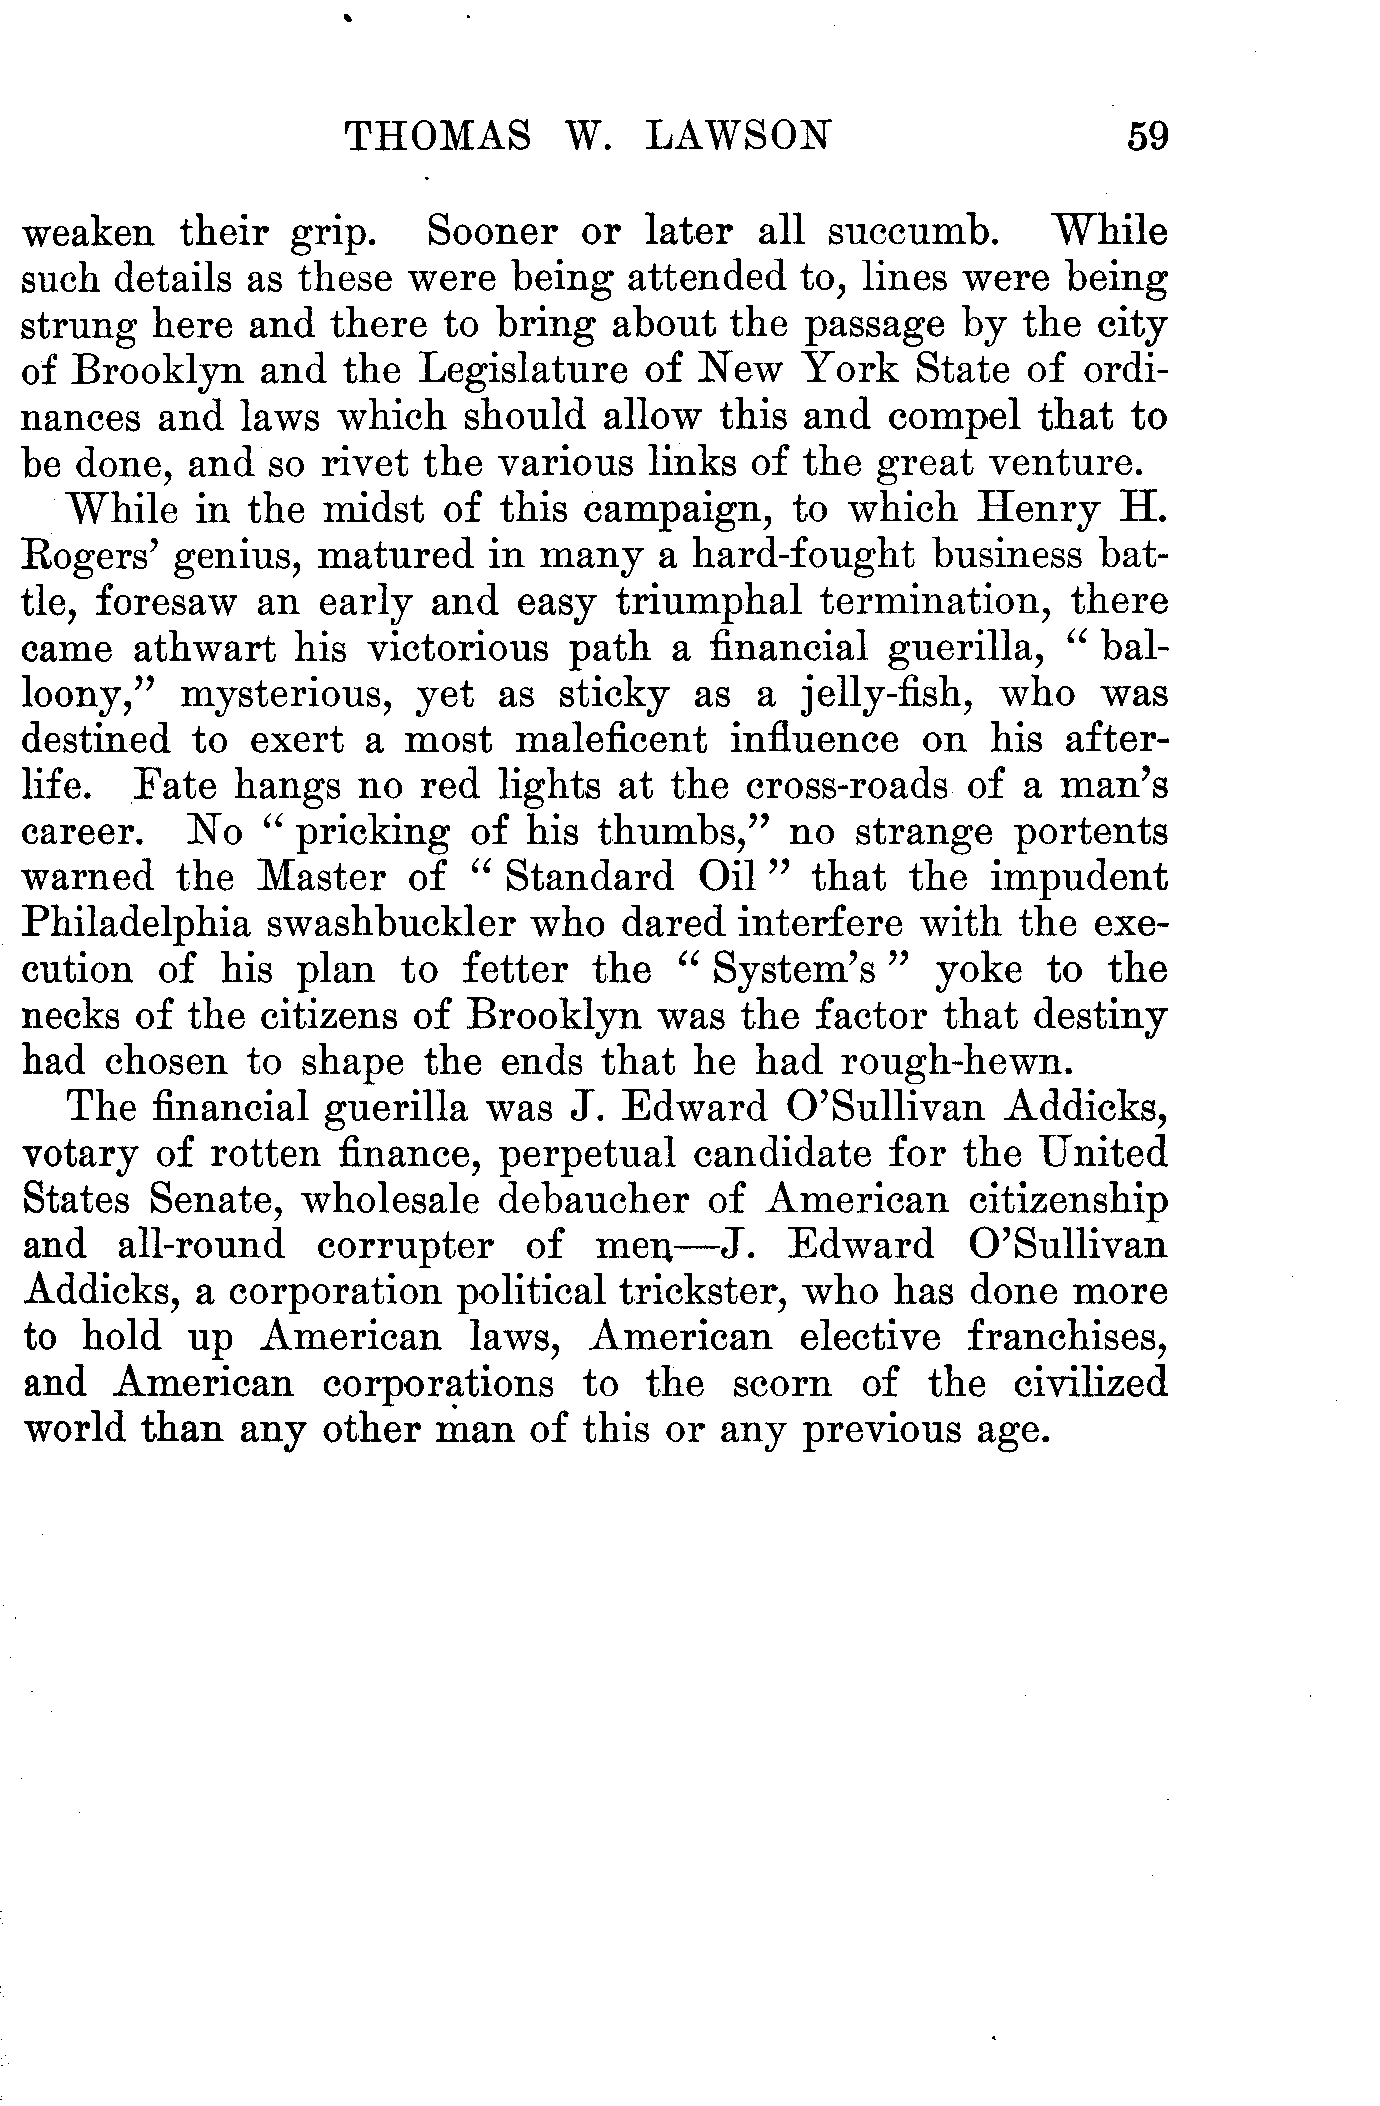 THOMAS W. LAWSON 59
weaken their grip. Sooner or later all succumb. While
such details as these were being attended to, lines were being
strung here and there to bring about the passage by the city
of Brooklyn and the Legislature of New York State of ordi-
nances and laws which should allow this and compel that to
be done, and so rivet the various links of the great venture.
While in the midst of this campaign, to which Henry H.
Rogers’ genius, matured in many a hard-fought business bat-
tle, foresaw an early and easy triumphal termination, there
came athwart his victorious path a financial guerilla, “ bal-
loony,” mysterious, yet as sticky as a jelly-fish, who was
destined to exert a most maleficent influence on his after-
life. Fate hangs no red lights at the cross-roads of a man’s
career. No “ pricking of his thumbs,” no strange portents
warned the Master of “ Standard Oil ” that the impudent
Philadelphia swashbuckler who dared interfere with the exe-
cution of his plan to fetter the “ System’s ” yoke to the
necks of the citizens of Brooklyn was the factor that destiny
had chosen to shape the ends that he had rough-hewn.
The financial guerilla was J. Edward O’Sullivan Addicks,
votary of rotten finance, perpetual candidate for the United
States Senate, wholesale debaucher of American citizenship
and all-round corrupter of men—J. Edward O’Sullivan
Addicks, a corporation political trickster, who has done more
to hold up American laws, American elective franchises,
and American corporations to the scorn of the civilized
world than any other man of this or any previous age.